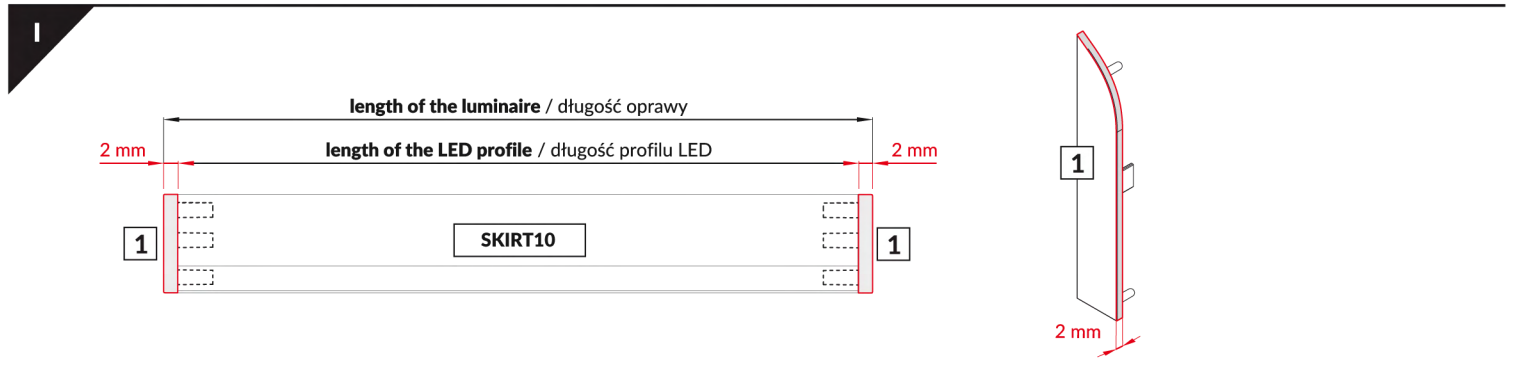 I
length of the luminaire / długość oprawy
2 mm
length of the LED profile / długość profilu LED
2 mm
1
SKIRT10
1
1
2 mm